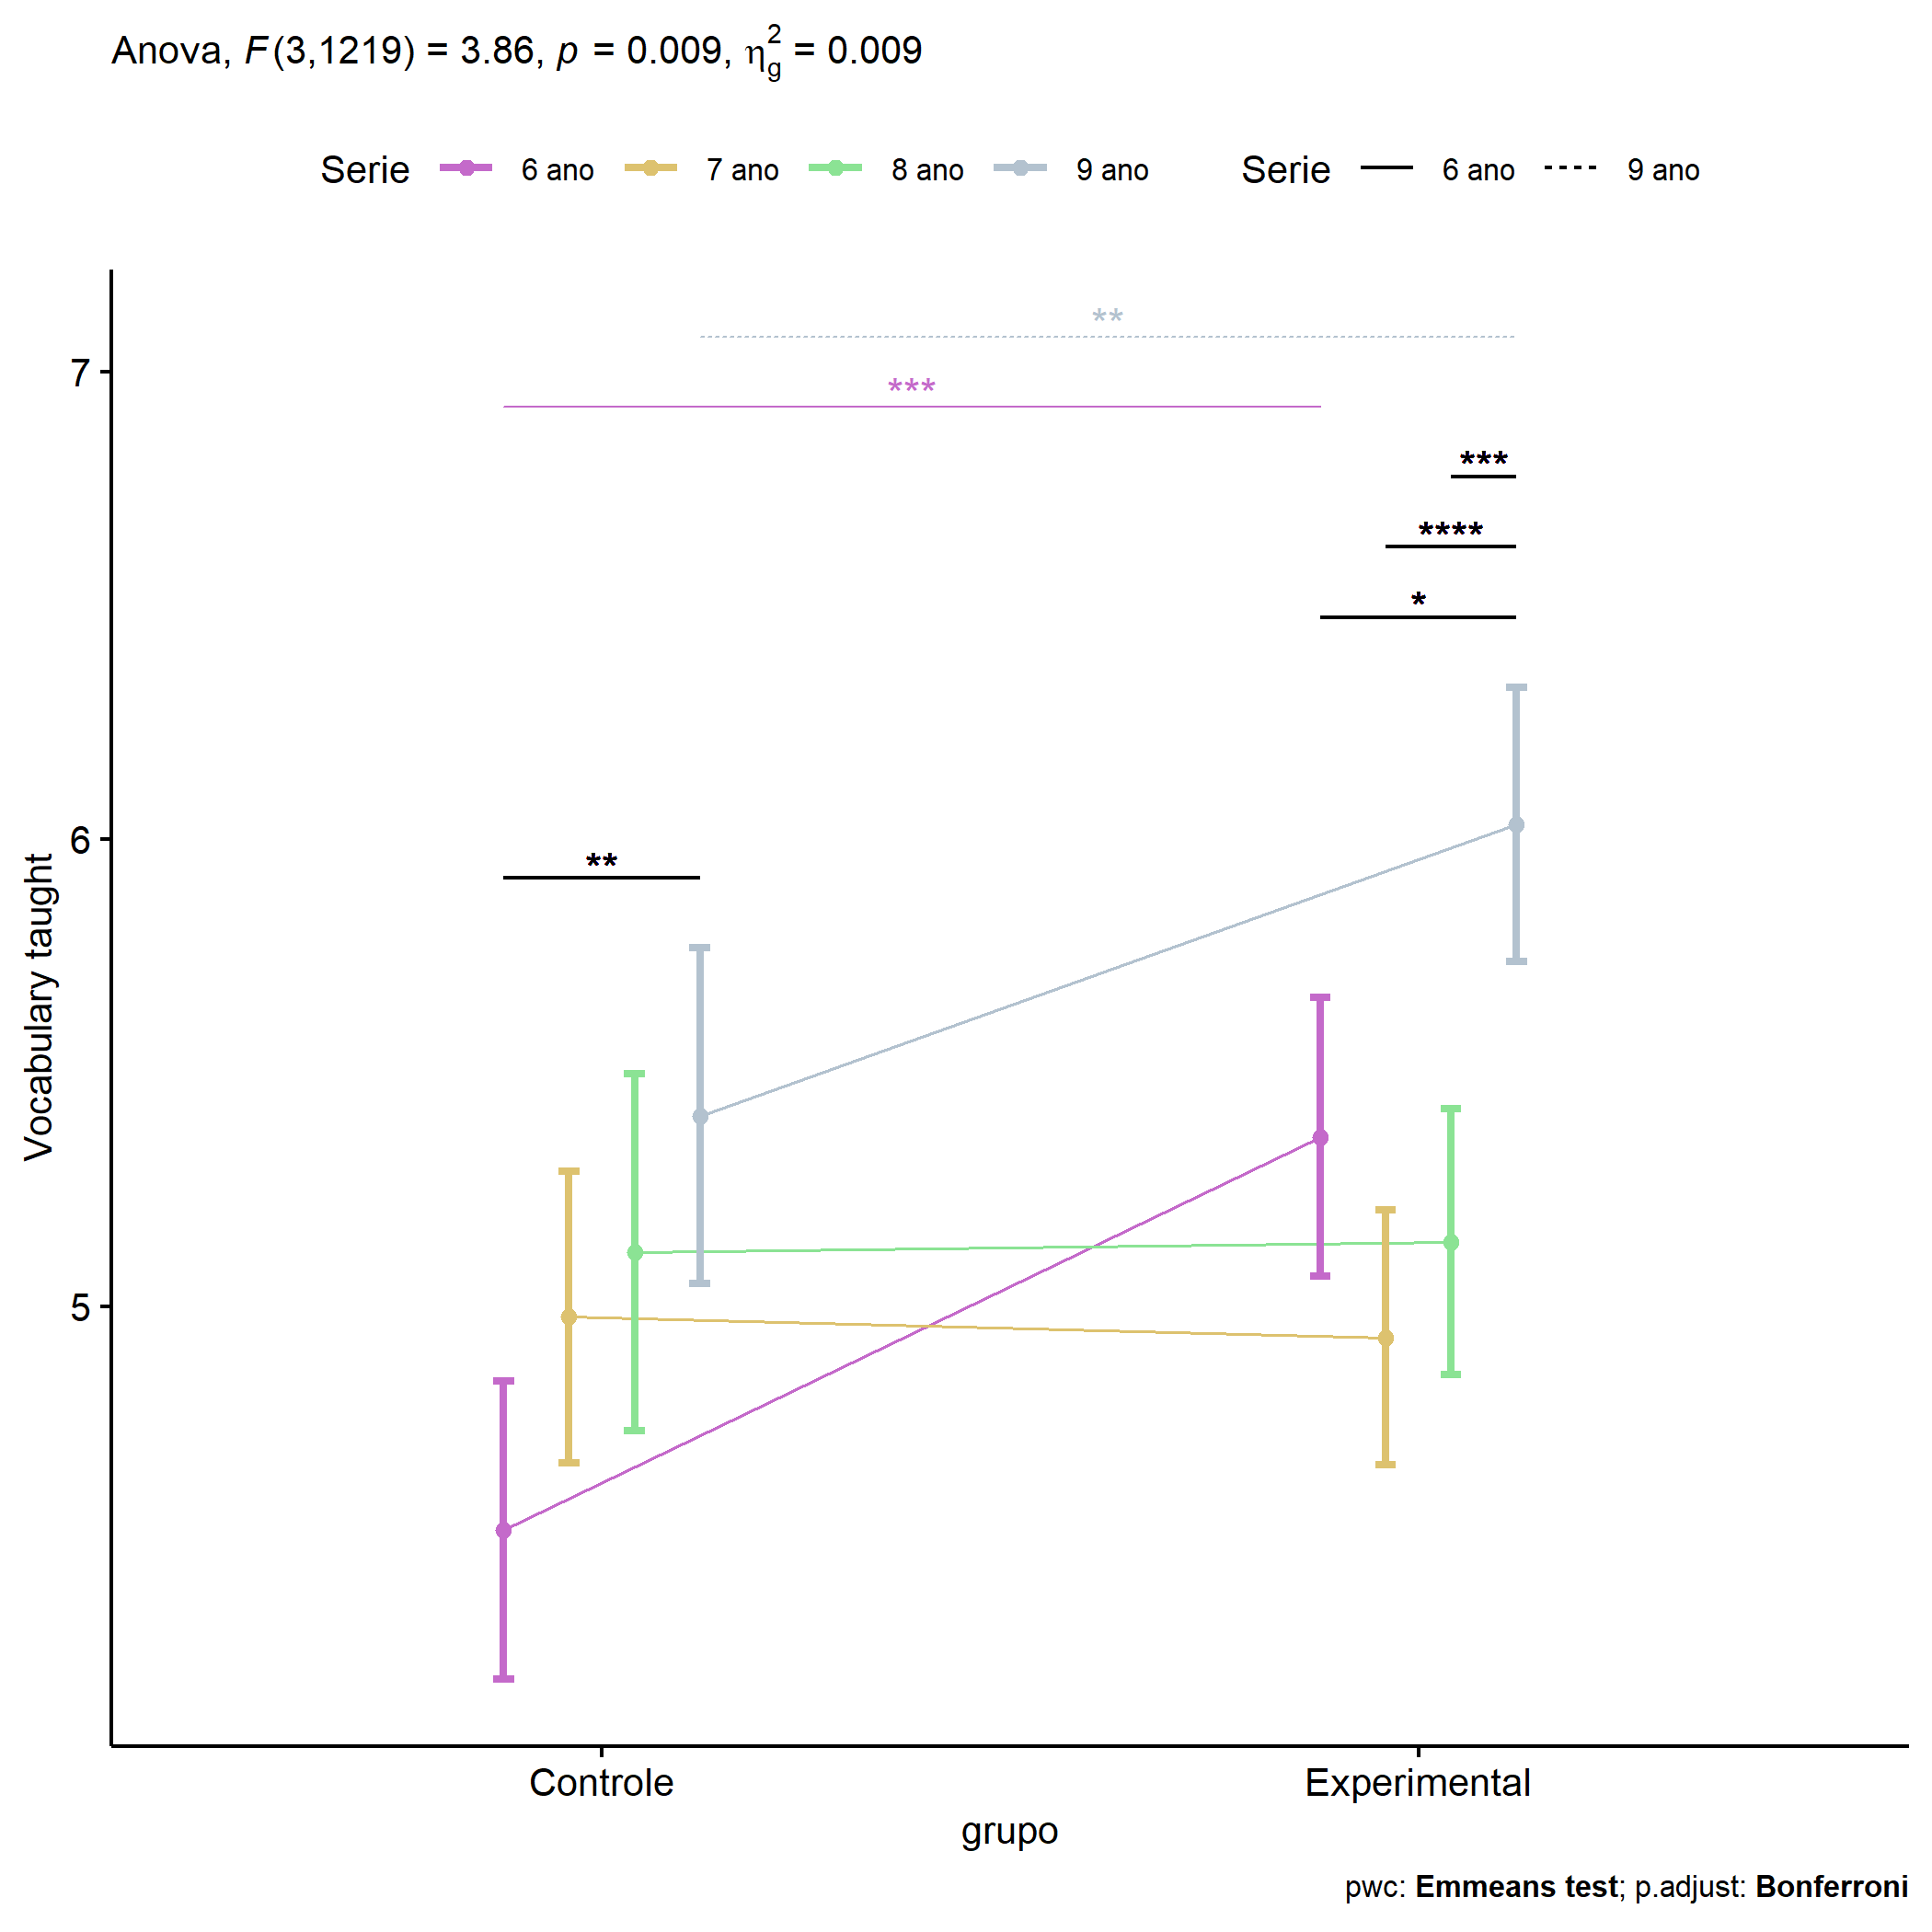 Anova, F(3,1219) = 3.86, p = 0.009, η²g = 0.009
Serie 6 ano 7 ano 8 ano 9 ano Serie 6 ano 9 ano
**
***
7
***
****
*
6
**
Vocabulary taught
5
Controle Experimental
grupo
pwc: Emmeans test; p.adjust: Bonferroni